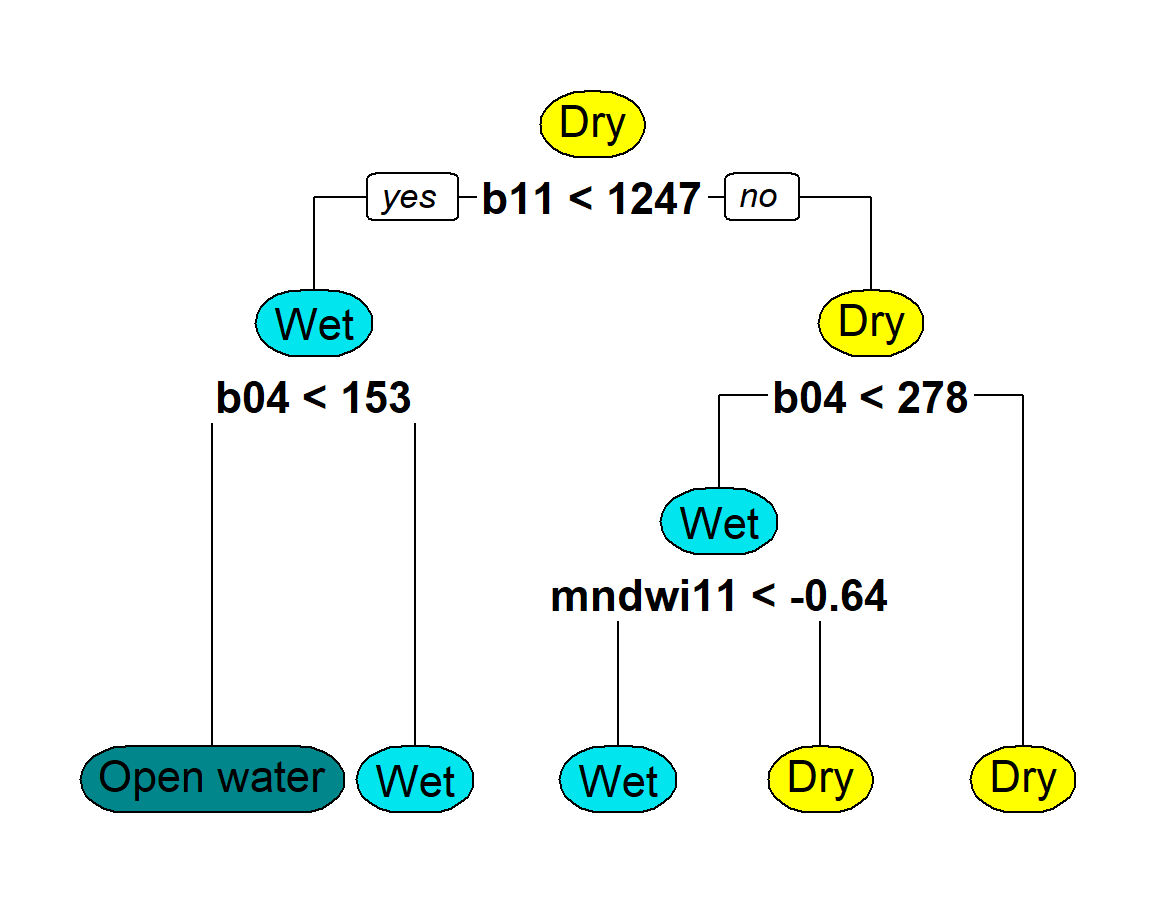 Dry
yes b11 < 1247 no
Wet Dry
b04 < 153 b04 < 278
Wet
mndwi11 < -0.64
Open water Wet Wet Dry Dry